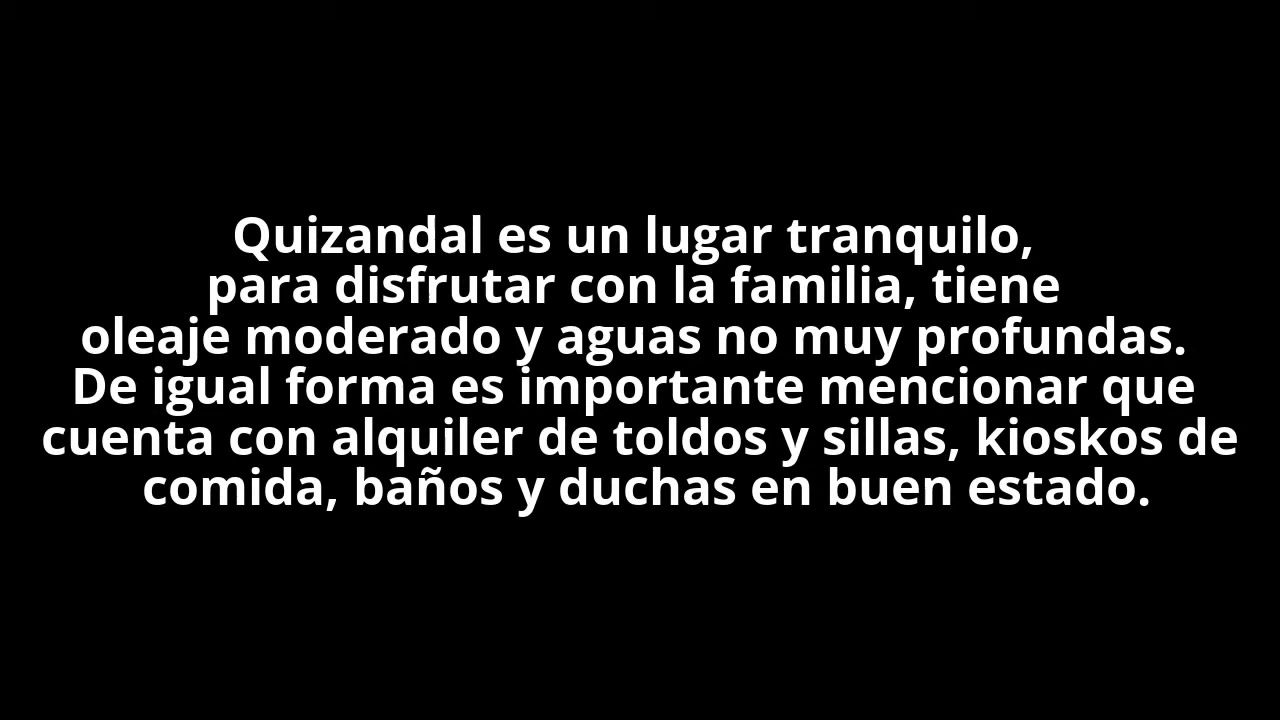 Quizandal es un lugar tranquilo,
para disfrutar con la familia, tiene
oleaje moderado y aguas no muy profundas.
De igual forma es importante mencionar que
cuenta con alquiler de toldos y sillas, kioskos de
comida, baños y duchas en buen estado.